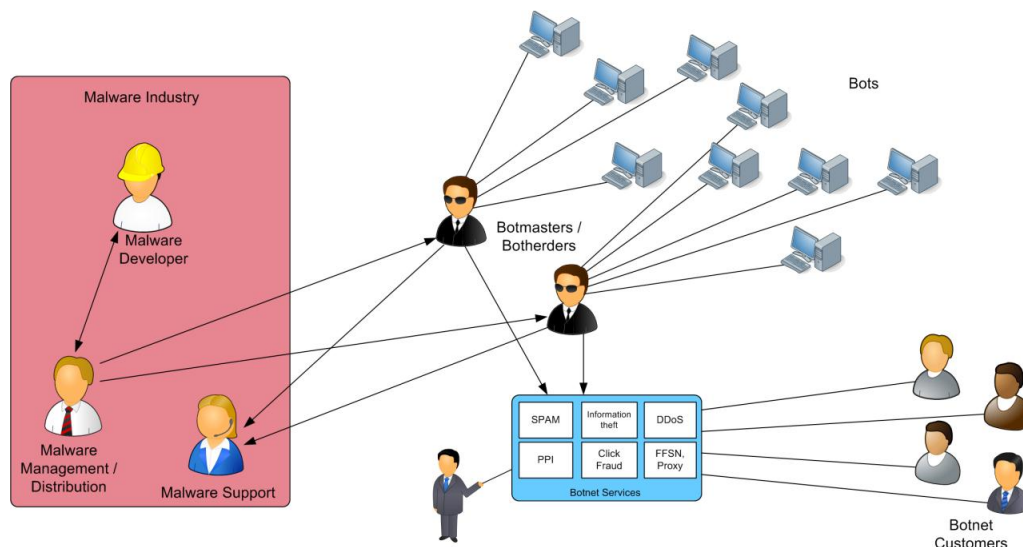 Malware Industry
Malware
Developer
Malware
Management /
Distribution
Malware Support
Botmasters /
Botherders
Bots
SPAM
Information
theft
DDoS
PPI
Click
Fraud
FFSN,
Proxy
Botnet Services
Botnet
Customers